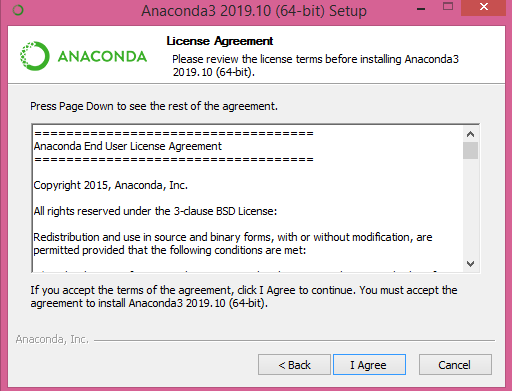 Anaconda3 2019.10 (64-bit) Setup
ANACONDA
License Agreement
Please review the license terms before installing Anaconda3
2019.10 (64-bit).
Press Page Down to see the rest of the agreement.
===================================
Anaconda End User License Agreement
===================================
Copyright 2015, Anaconda, Inc.
All rights reserved under the 3-clause BSD License:
Redistribution and use in source and binary forms, with or without modification, are
permitted provided that the following conditions are met:
If you accept the terms of the agreement, click I Agree to continue. You must accept the
agreement to install Anaconda3 2019.10 (64-bit).
Anaconda, Inc.
< Back
I Agree
Cancel